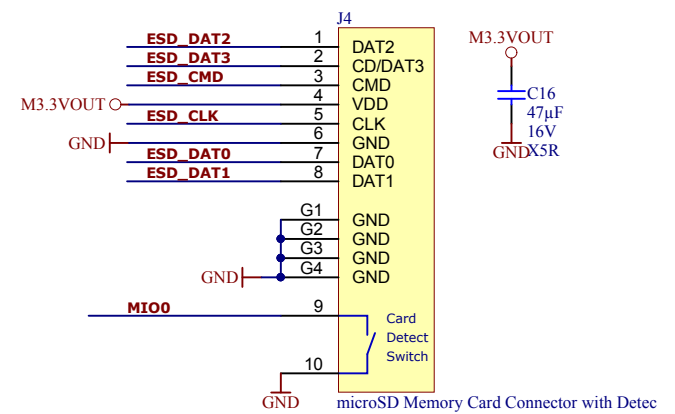 J4
ESD_DAT2 1 DAT2
ESD_DAT3 2 CD/DAT3
ESD_CMD 3 CMD
M3.3VOUT 4 VDD
ESD_CLK 5 CLK
GND 6 GND
ESD_DAT0 7 DAT0
ESD_DAT1 8 DAT1
G1 GND
G2 GND
G3 GND
GND G4 GND
MIO0 9 Card
Detect
Switch
10
GND
microSD Memory Card Connector with Detec
M3.3VOUT
C16
47µF
16V
GND X5R